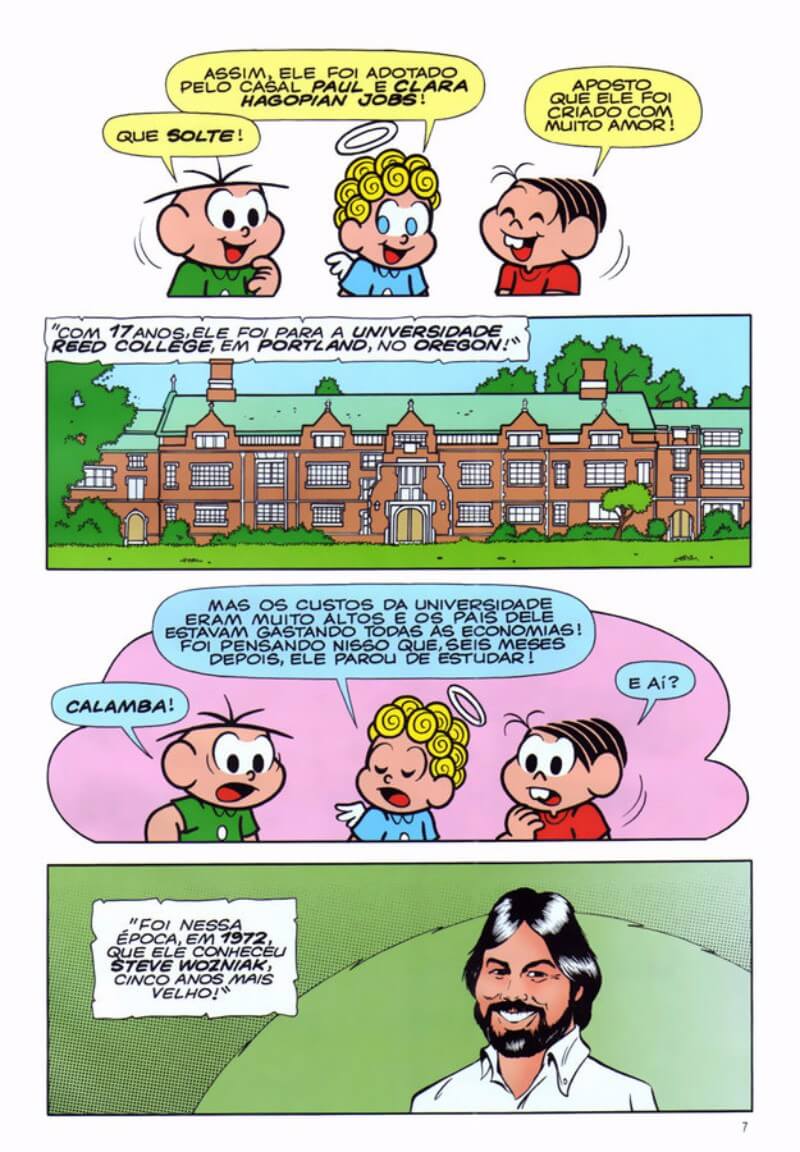 ASSIM, ELE FOI ADOTADO
PELO CASAL PAUL E CLARA
HAGOPIAN JOBS!
QUE SOLTE!
APOSTO
QUE ELE FOI
CRIADO COM
MUITO AMOR!
"COM 17 ANOS, ELE FOI PARA A UNIVERSIDADE
REED COLLEGE, EM PORTLAND, NO OREGON!"
MAS OS CUSTOS DA UNIVERSIDADE
ERAM MUITO ALTOS E OS PAIS DELE
ESTAVAM GASTANDO TODAS AS ECONOMIAS!
FOI PENSANDO NISSO QUE, SEIS MESES
DEPOIS, ELE PAROU DE ESTUDAR!
CALAMBA!
E AÍ?
"FOI NESSA
ÉPOCA, EM 1972,
QUE ELE CONHECEU
STEVE WOZNIAK,
CINCO ANOS MAIS
VELHO!"
7